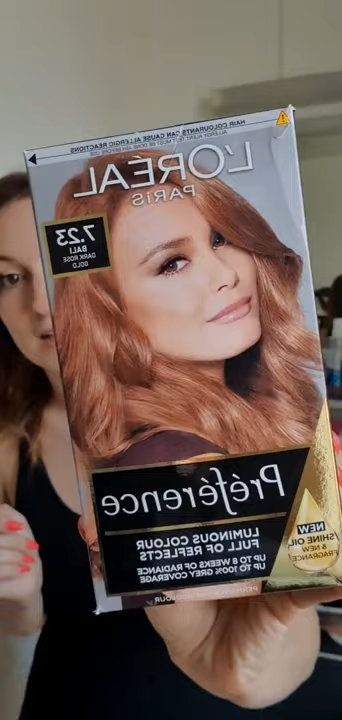 HAIR COLOURANTS CAN CAUSE ALLERGIC REACTIONS
L'ORÉAL
PARIS
7.23
BALI
DARK ROSE
GOLD
Préférence
LUMINOUS COLOUR
FULL OF REFLECTS
UP TO 8 WEEKS OF RADIANCE
UP TO 100% GREY COVERAGE
NEW
SHINE OIL
& NEW
FRAGRANCE